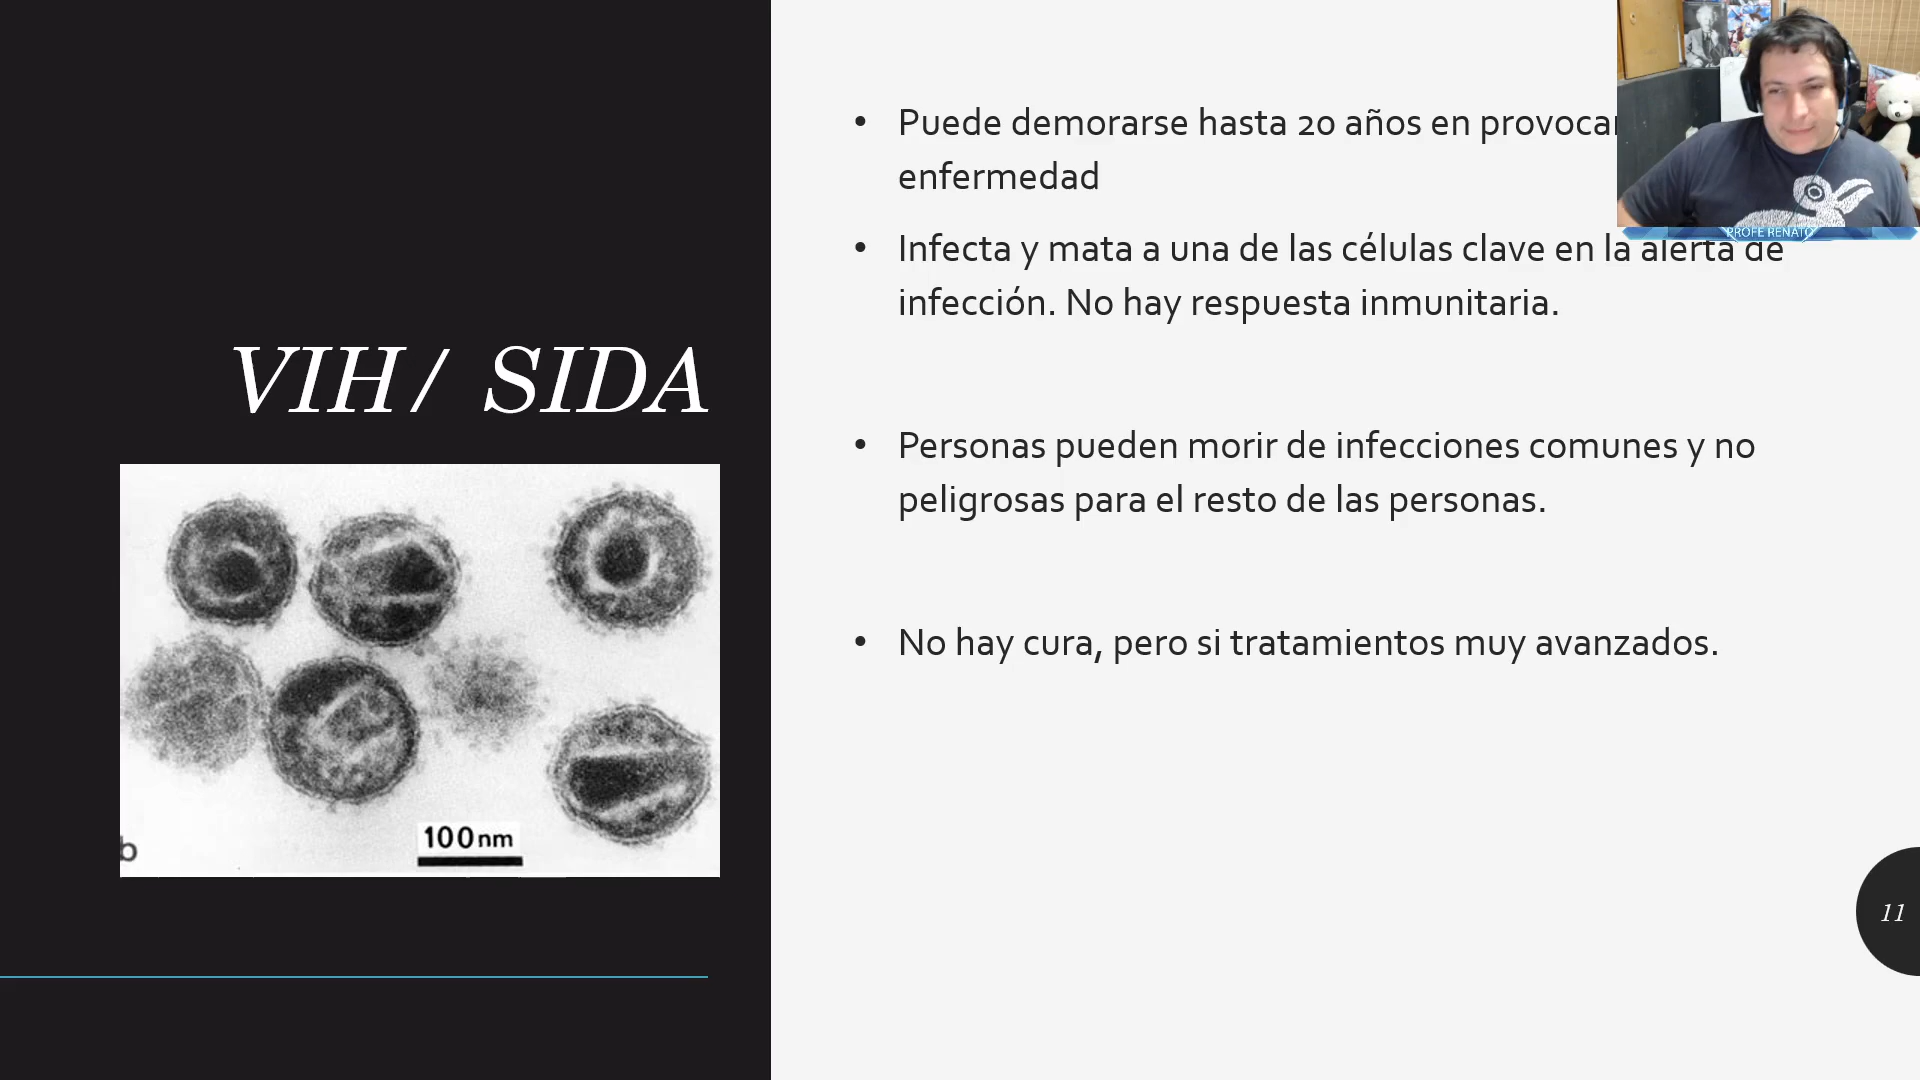 VIH/ SIDA
b
100nm
• Puede demorarse hasta 20 años en provocar
enfermedad
• Infecta y mata a una de las células clave en la alerta de
infección. No hay respuesta inmunitaria.
• Personas pueden morir de infecciones comunes y no
peligrosas para el resto de las personas.
• No hay cura, pero si tratamientos muy avanzados.
PROFE RENATO
11